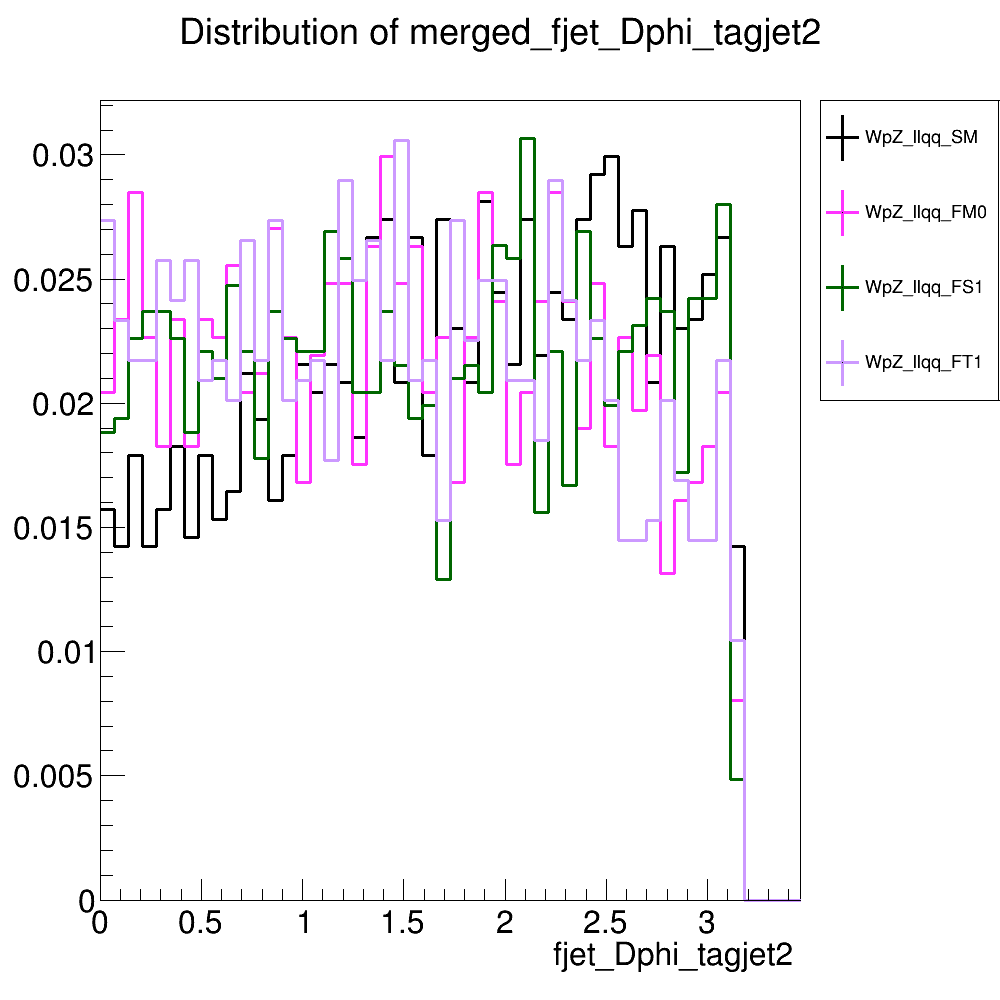 Distribution of merged_fjet_Dphi_tagjet2
0.03
0.025
0.02
0.015
0.01
0.005
0
0 0.5 1 1.5 2 2.5 3
fjet_Dphi_tagjet2
WpZ_llqq_SM
WpZ_llqq_FM0
WpZ_llqq_FS1
WpZ_llqq_FT1